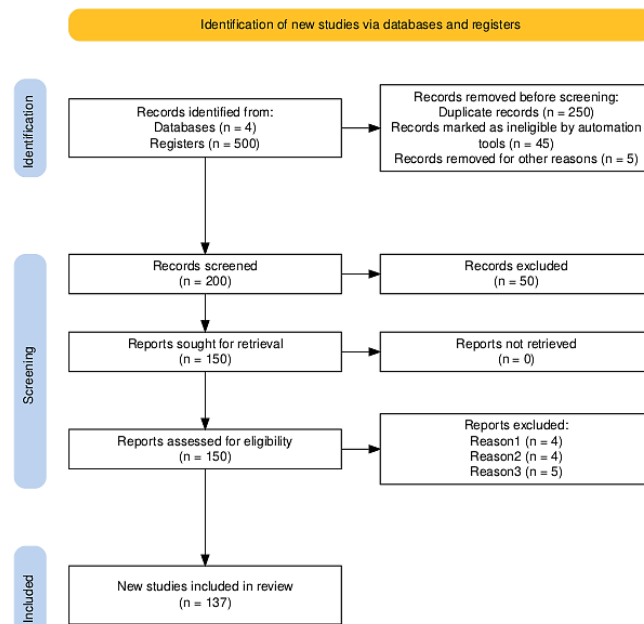 Identification of new studies via databases and registers
Identification
Records identified from:
Databases (n = 4)
Registers (n = 500)
Records removed before screening:
Duplicate records (n = 250)
Records marked as ineligible by automation
tools (n = 45)
Records removed for other reasons (n = 5)
Screening
Records screened
(n = 200)
Records excluded
(n = 50)
Reports sought for retrieval
(n = 150)
Reports not retrieved
(n = 0)
Reports assessed for eligibility
(n = 150)
Reports excluded:
Reason1 (n = 4)
Reason2 (n = 4)
Reason3 (n = 5)
Included
New studies included in review
(n = 137)